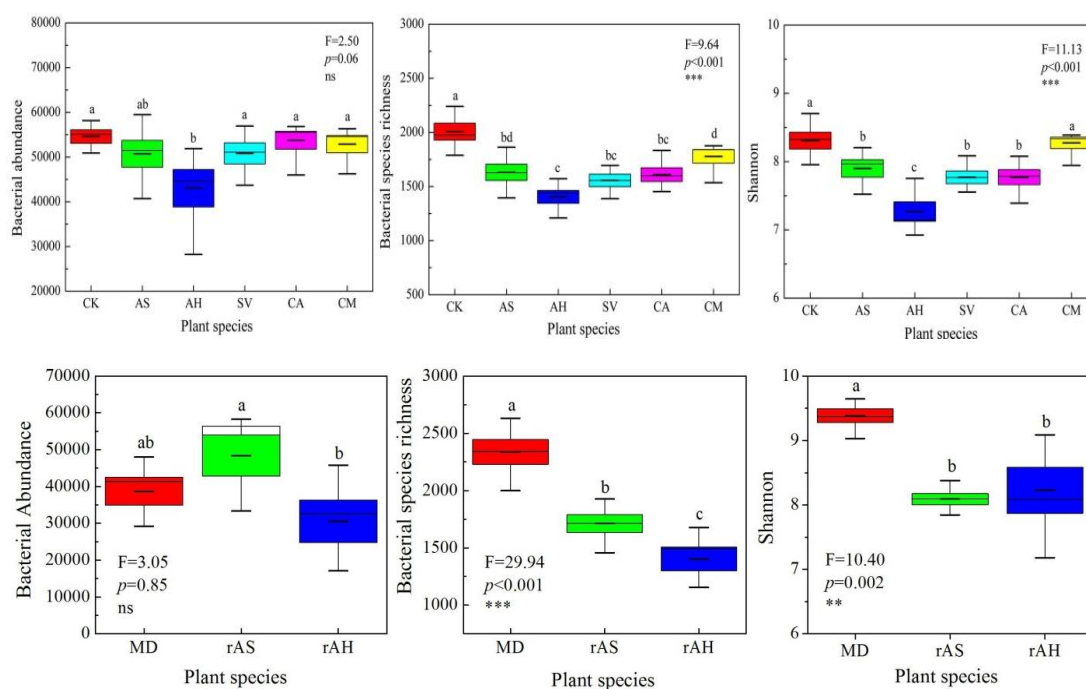 Bacterial abundance
80000
70000
60000
50000
40000
30000
20000
F=2.50
p=0.06
ns
a
ab
b
a
a
a
CK AS AH SV CA CM
Plant species
Bacterial species richness
3000
2500
2250
2000
1750
1500
1250
1000
500
F=9.64
p<0.001
***
a
bd
c
bc
bc
d
CK AS AH SV CA CM
Plant species
Shannon
10
9
8
7
6
F=11.13
p<0.001
***
a
b
c
b
b
a
CK AS AH SV CA CM
Plant species
Bacterial Abundance
70000
60000
50000
40000
30000
20000
10000
0
ab
a
b
F=3.05
p=0.85
ns
MD rAS rAH
Plant species
Bacterial species richness
3000
2500
2250
2000
1750
1500
1250
1000
a
b
c
F=29.94
p<0.001
***
MD rAS rAH
Plant species
Shannon
10
9
8
7
6
a
b
b
F=10.40
p=0.002
**
MD rAS rAH
Plant species